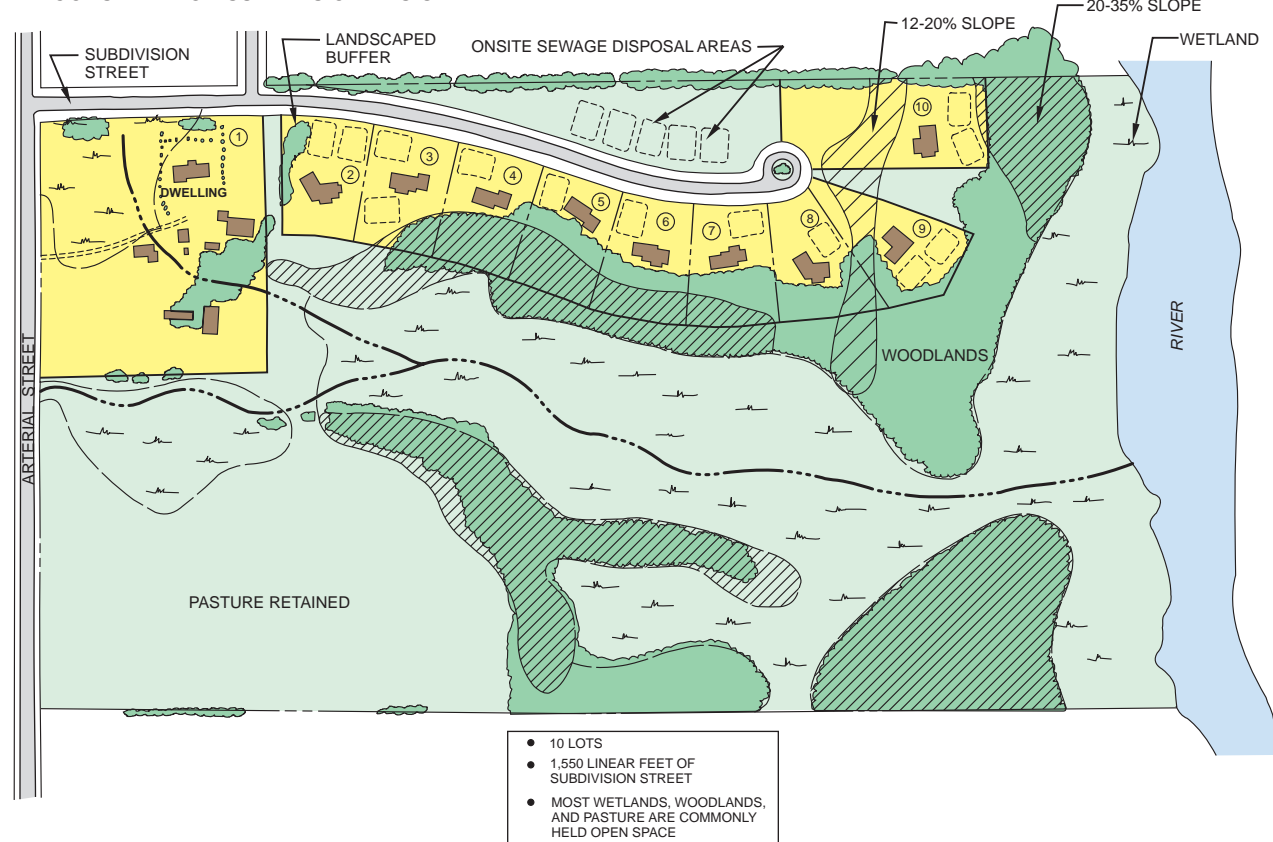 20-35% SLOPE
12-20% SLOPE
WETLAND
LANDSCAPED
BUFFER
ONSITE SEWAGE DISPOSAL AREAS
SUBDIVISION
STREET
1
2
3
4
5
6
7
8
9
10
DWELLING
ARTERIAL STREET
WOODLANDS
RIVER
PASTURE RETAINED
● 10 LOTS
● 1,550 LINEAR FEET OF
SUBDIVISION STREET
● MOST WETLANDS, WOODLANDS,
AND PASTURE ARE COMMONLY
HELD OPEN SPACE